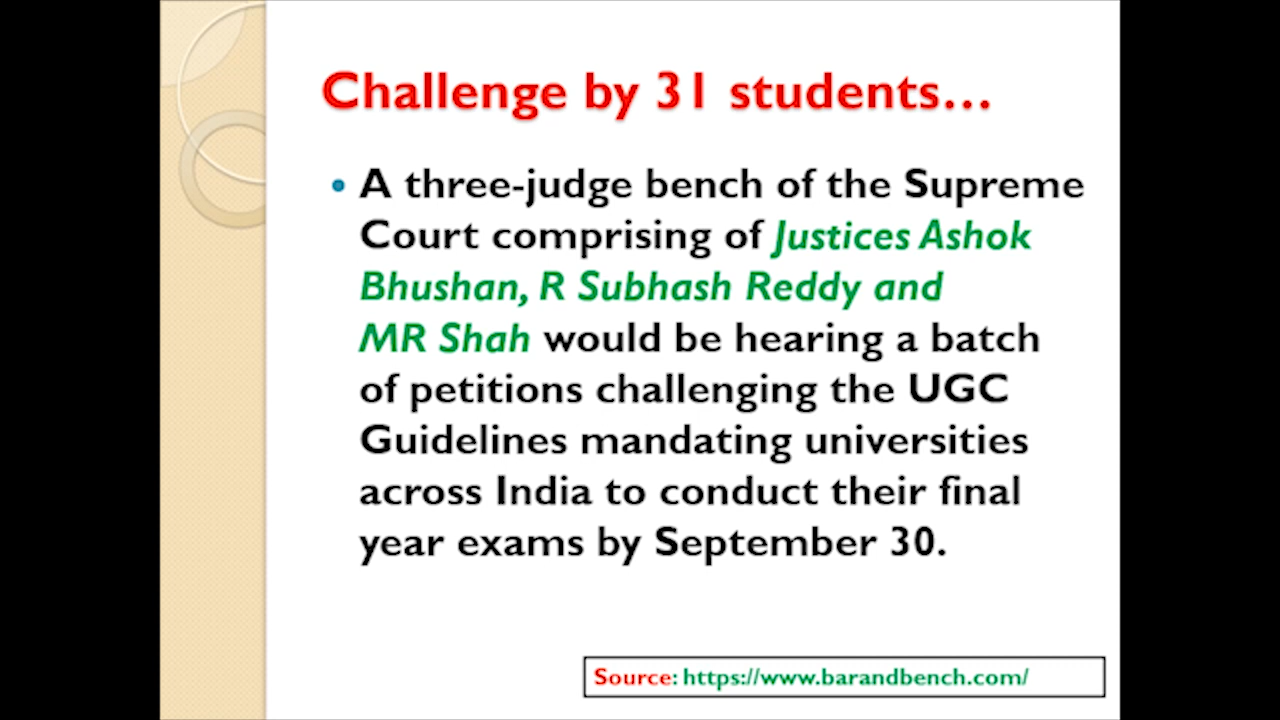 Challenge by 31 students...
• A three-judge bench of the Supreme
Court comprising of Justices Ashok
Bhushan, R Subhash Reddy and
MR Shah would be hearing a batch
of petitions challenging the UGC
Guidelines mandating universities
across India to conduct their final
year exams by September 30.
Source: https://www.barandbench.com/